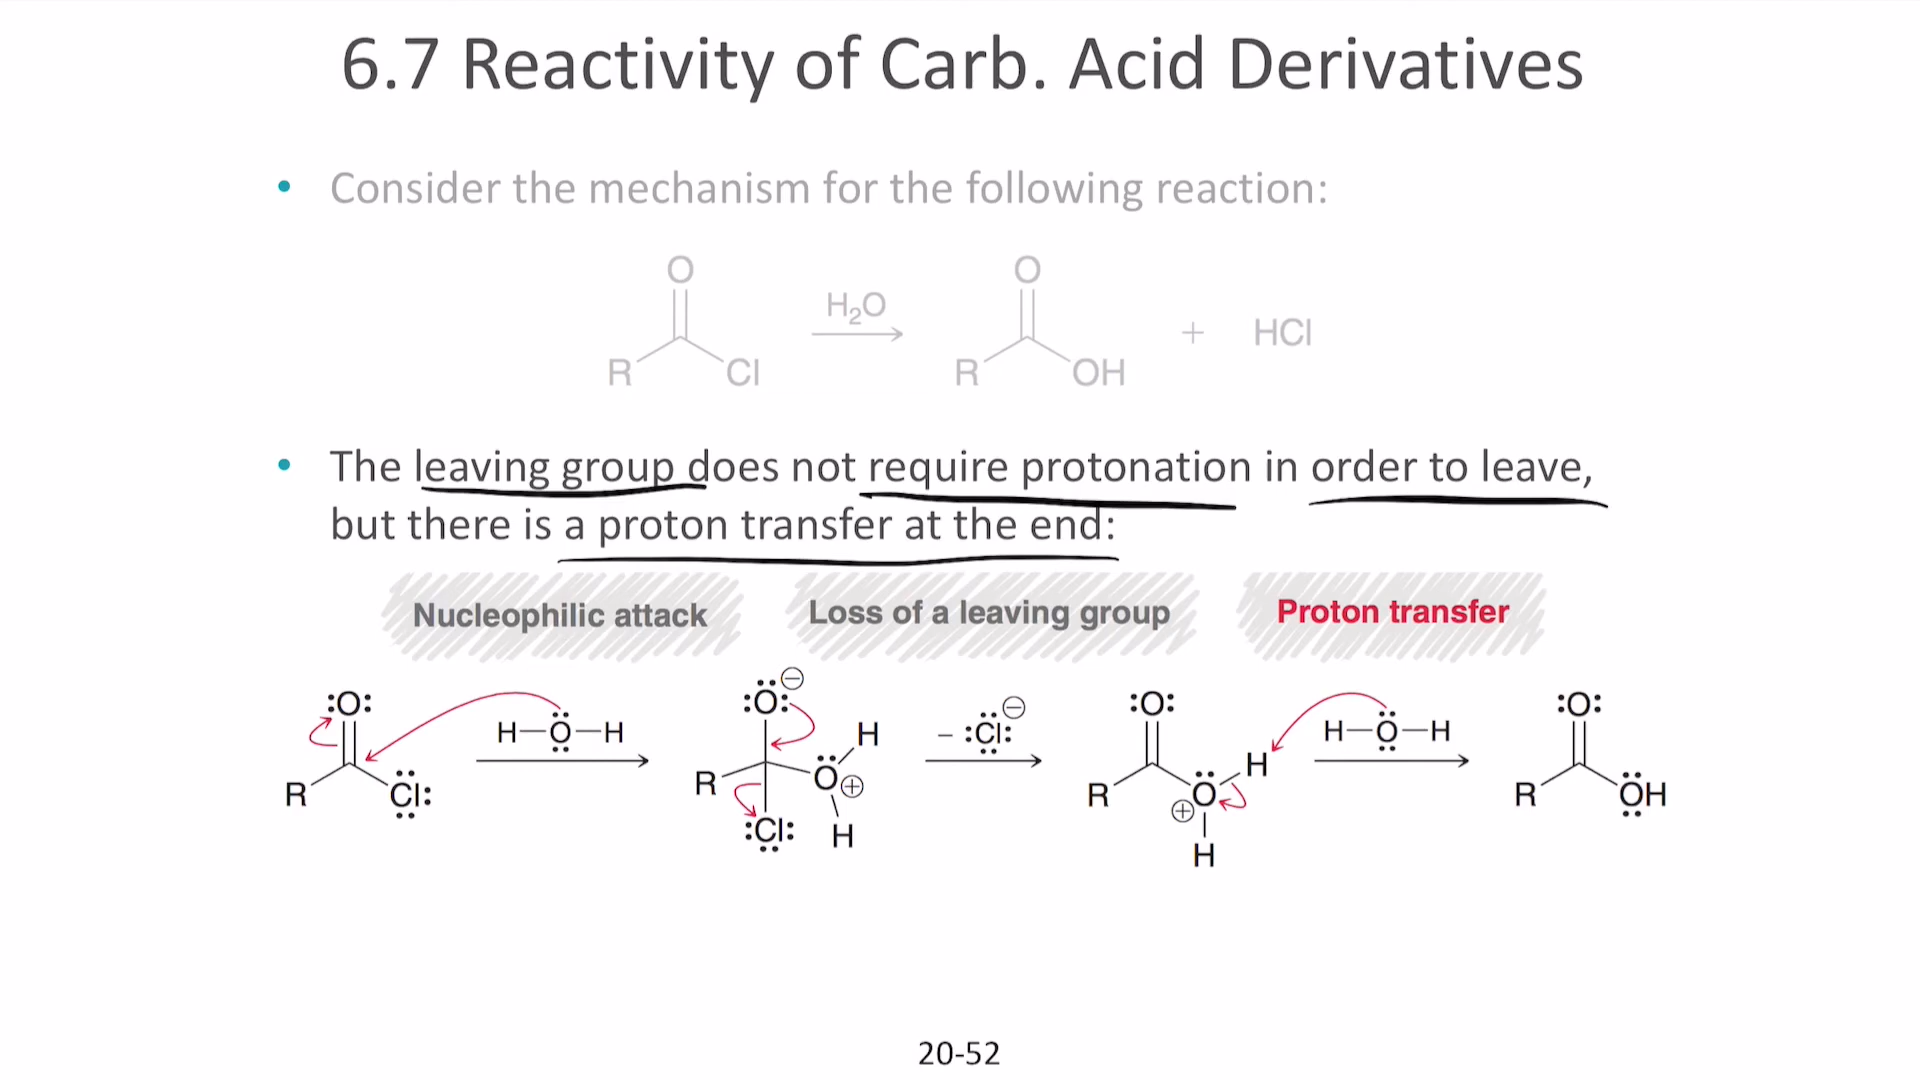 6.7 Reactivity of Carb. Acid Derivatives
• Consider the mechanism for the following reaction:
O
R
Cl
H₂O
O
R
OH
+
HCl
• The leaving group does not require protonation in order to leave,
but there is a proton transfer at the end:
Nucleophilic attack
Loss of a leaving group
Proton transfer
:O:
R
Cl:
H–O–H
⊖
:O:
R
:Cl:
H
O⊕
H
– :Cl: ⊖
:O:
R
H
⊕O
H
H–O–H
:O:
R
OH
20-52